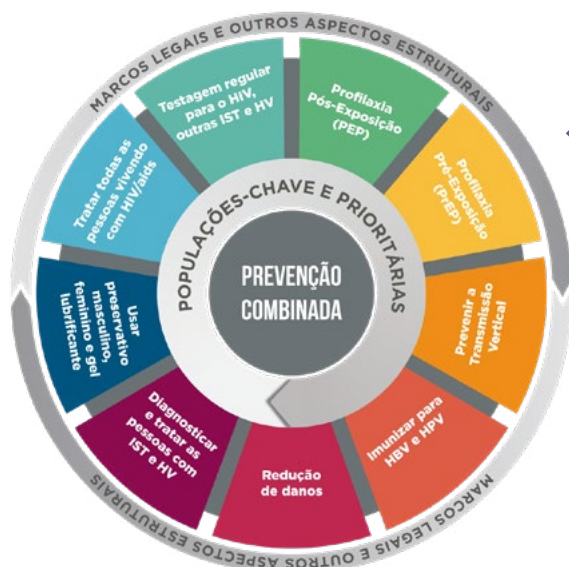 MARCOS LEGAIS E OUTROS ASPECTOS ESTRUTURAIS
Testagem regular
para o HIV,
outras IST e HV
Profilaxia
Pós-Exposição
(PEP)
Profilaxia
Pré-Exposição
(PrEP)
Prevenir a
Transmissão
Vertical
Imunizar para
HBV e HPV
Redução
de danos
Diagnosticar
e tratar as
pessoas com
IST e HV
Usar
preservativo
masculino,
feminino e gel
lubrificante
Tratar todas as
pessoas vivendo
com HIV/aids
POPULAÇÕES-CHAVE E PRIORITÁRIAS
PREVENÇÃO
COMBINADA
MARCOS LEGAIS E OUTROS ASPECTOS ESTRUTURAIS